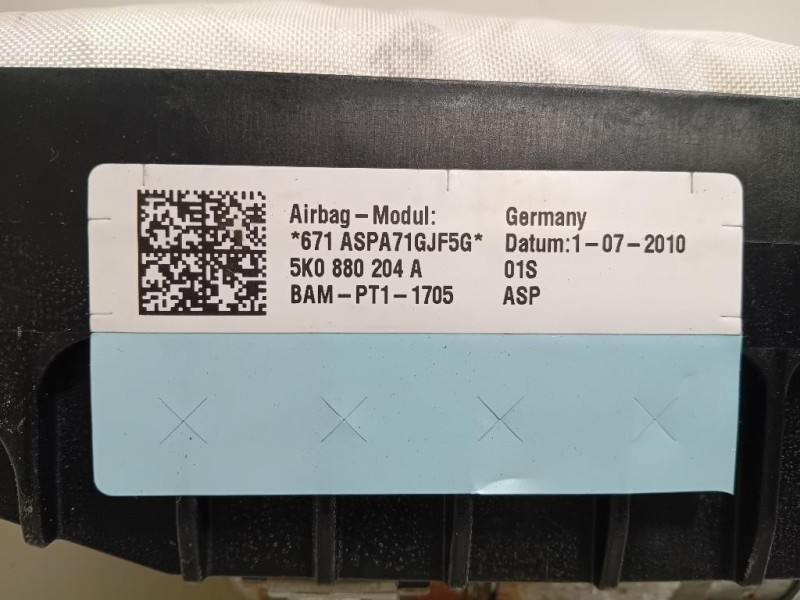 Airbag-Modul: Germany
*671 ASPA71GJF5G* Datum:1-07-2010
5K0 880 204 A 01S
BAM-PT1-1705 ASP